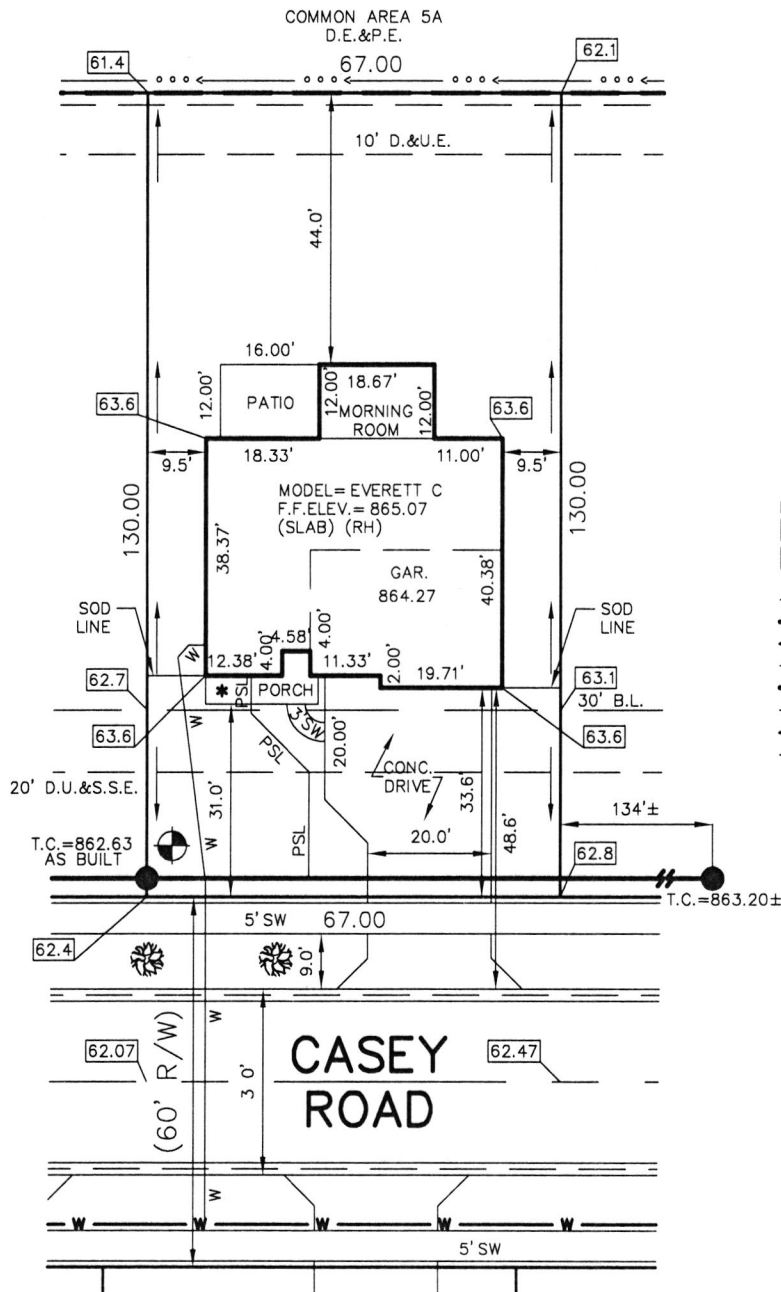 COMMON AREA 5A
D.E.&P.E.
61.4
67.00
62.1
10' D.&U.E.
44.0'
16.00'
12.00'
PATIO
12.00'
18.67'
MORNING
ROOM
12.00'
63.6
63.6
9.5'
18.33'
11.00'
9.5'
130.00
130.00
MODEL= EVERETT C
F.F.ELEV.= 865.07
(SLAB) (RH)
38.37'
GAR.
864.27
40.38'
SOD
LINE
SOD
LINE
W
12.38'
4.00'
4.58'
4.00'
11.33'
2.00'
19.71'
62.7
63.1
* PSL
PORCH
30' B.L.
W
3'SW
63.6
63.6
PSL
20.00'
20' D.U.&S.S.E.
31.0'
CONC.
DRIVE
33.6'
48.6'
134'±
T.C.=862.63
AS BUILT
W
PSL
20.0'
62.8
T.C.=863.20±
5' SW
67.00
62.4
9.0'
W
62.07
(60' R/W)
3 0'
CASEY
ROAD
62.47
W
W W W W W
5' SW